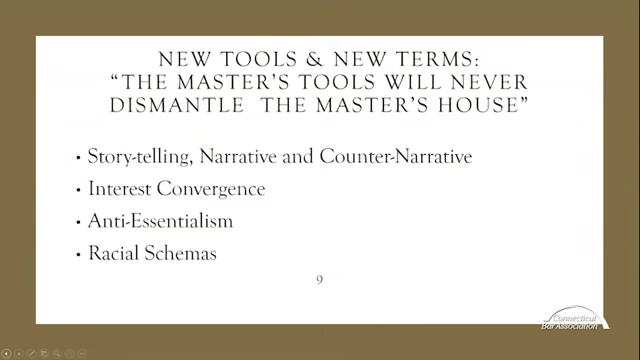 NEW TOOLS & NEW TERMS:
“THE MASTER’S TOOLS WILL NEVER
DISMANTLE THE MASTER’S HOUSE”
• Story-telling, Narrative and Counter-Narrative
• Interest Convergence
• Anti-Essentialism
• Racial Schemas
9
Connecticut
Bar Association